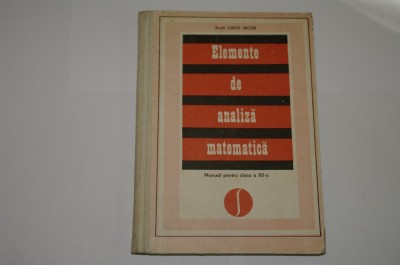 Elemente
de
analiză
matematică
Manual pentru clasa a XI-a